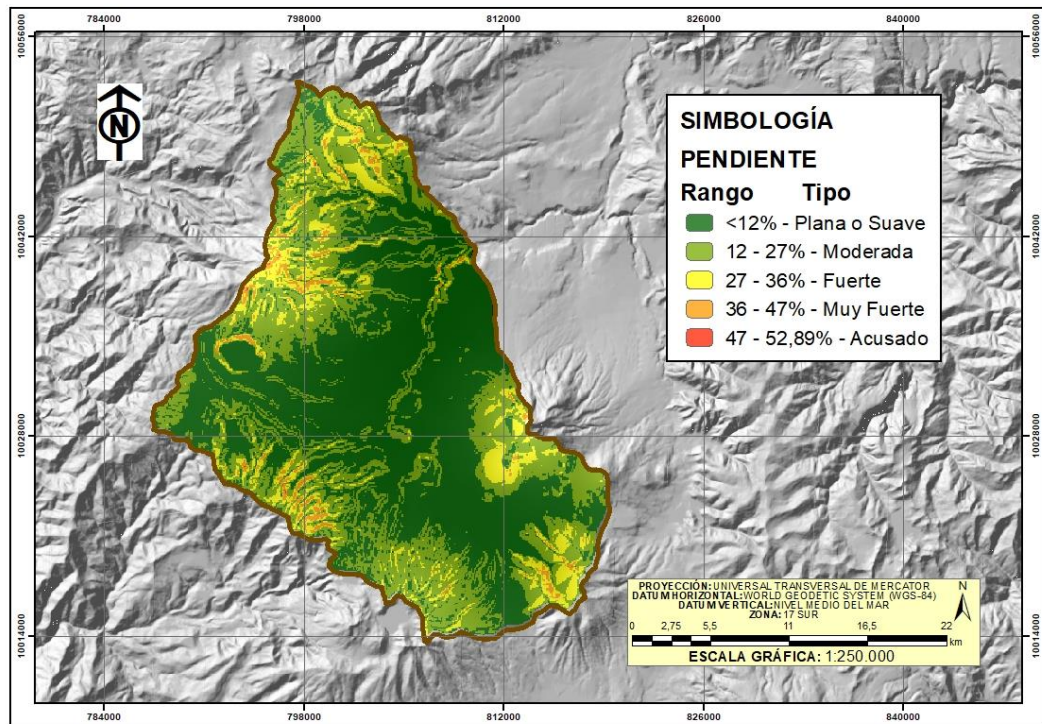 784000 798000 812000 826000 840000
10056000 10056000
N
SIMBOLOGÍA
PENDIENTE
Rango Tipo
<12% - Plana o Suave
12 - 27% - Moderada
27 - 36% - Fuerte
36 - 47% - Muy Fuerte
47 - 52,89% - Acusado
10042000 10042000
10028000 10028000
PROYECCIÓN: UNIVERSAL TRANSVERSAL DE MERCATOR
DATUM HORIZONTAL: WORLD GEODETIC SYSTEM (WGS-84)
DATUM VERTICAL: NIVEL MEDIO DEL MAR
ZONA: 17 SUR
N
0 2,75 5,5 11 16,5 22
km
ESCALA GRÁFICA: 1:250.000
10014000 10014000
784000 798000 812000 826000 840000